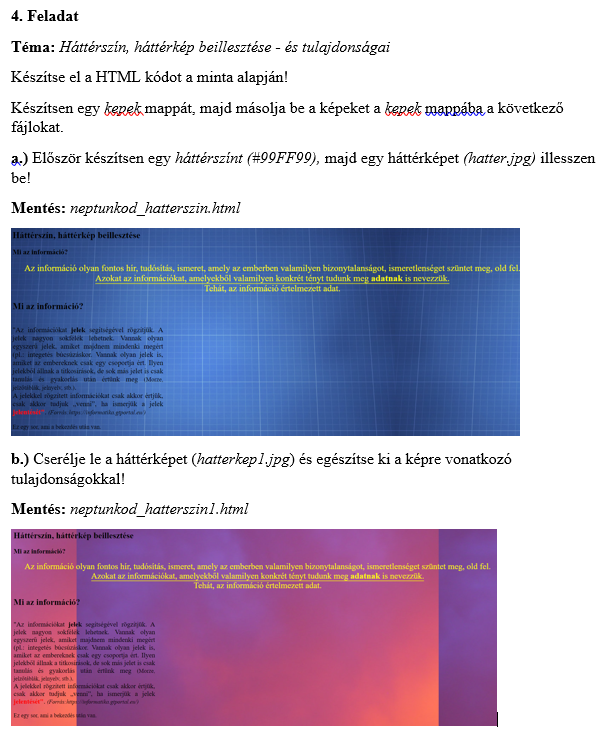 4. Feladat
Téma: Háttérszín, háttérkép beillesztése - és tulajdonságai
Készítse el a HTML kódot a minta alapján!
Készítsen egy kepek mappát, majd másolja be a képeket a kepek mappába a következő
fájlokat.
a.) Először készítsen egy háttérszínt (#99FF99), majd egy háttérképet (hatter.jpg) illesszen
be!
Mentés: neptunkod_hatterszin.html
Háttérszín, háttérkép beillesztése
Mi az információ?
Az információ olyan fontos hír, tudósítás, ismeret, amely az emberben valamilyen bizonytalanságot, ismeretlenséget szüntet meg, old fel.
Azokat az információkat, amelyekből valamilyen konkrét tényt tudunk meg adatnak is nevezzük.
Tehát, az információ értelmezett adat.
Mi az információ?
"Az információkat jelek segítségével rögzítjük. A
jelek nagyon sokfélék lehetnek. Vannak olyan
egyszerű jelek, amiket majdnem mindenki megért
(pl.: integetés búcsúzáskor. Vannak olyan jelek is,
amiket az embereknek csak egy csoportja ért. Ilyen
jelekből állnak a titkosírások, de sok más jelet is csak
tanulás és gyakorlás után értünk meg (Morze,
jelzőtáblák, jelnyelv, stb.).
A jelekkel rögzített információkat csak akkor értjük,
csak akkor tudjuk „venni", ha ismerjük a jelek
jelentését". (Forrás:https://informatika.gtportal.eu/)
Ez egy sor, ami a bekezdés után van.
b.) Cserélje le a háttérképet (hatterkep1.jpg) és egészítse ki a képre vonatkozó
tulajdonságokkal!
Mentés: neptunkod_hatterszin1.html
Háttérszín, háttérkép beillesztése
Mi az információ?
Az információ olyan fontos hír, tudósítás, ismeret, amely az emberben valamilyen bizonytalanságot, ismeretlenséget szüntet meg, old fel.
Azokat az információkat, amelyekből valamilyen konkrét tényt tudunk meg adatnak is nevezzük.
Tehát, az információ értelmezett adat.
Mi az információ?
"Az információkat jelek segítségével rögzítjük. A
jelek nagyon sokfélék lehetnek. Vannak olyan
egyszerű jelek, amiket majdnem mindenki megért
(pl.: integetés búcsúzáskor. Vannak olyan jelek is,
amiket az embereknek csak egy csoportja ért. Ilyen
jelekből állnak a titkosírások, de sok más jelet is csak
tanulás és gyakorlás után értünk meg (Morze,
jelzőtáblák, jelnyelv, stb.).
A jelekkel rögzített információkat csak akkor értjük,
csak akkor tudjuk „venni", ha ismerjük a jelek
jelentését". (Forrás:https://informatika.gtportal.eu/)
Ez egy sor, ami a bekezdés után van.